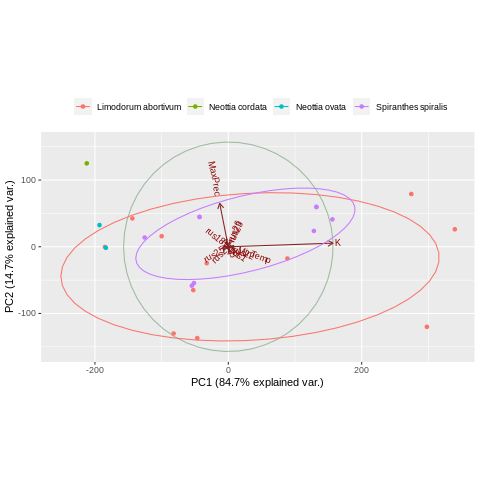 Limodorum abortivum Neottia cordata Neottia ovata Spiranthes spiralis
MaxPrec
100
0
-100
K
-200
0
200
PC1 (84.7% explained var.)
PC2 (14.7% explained var.)